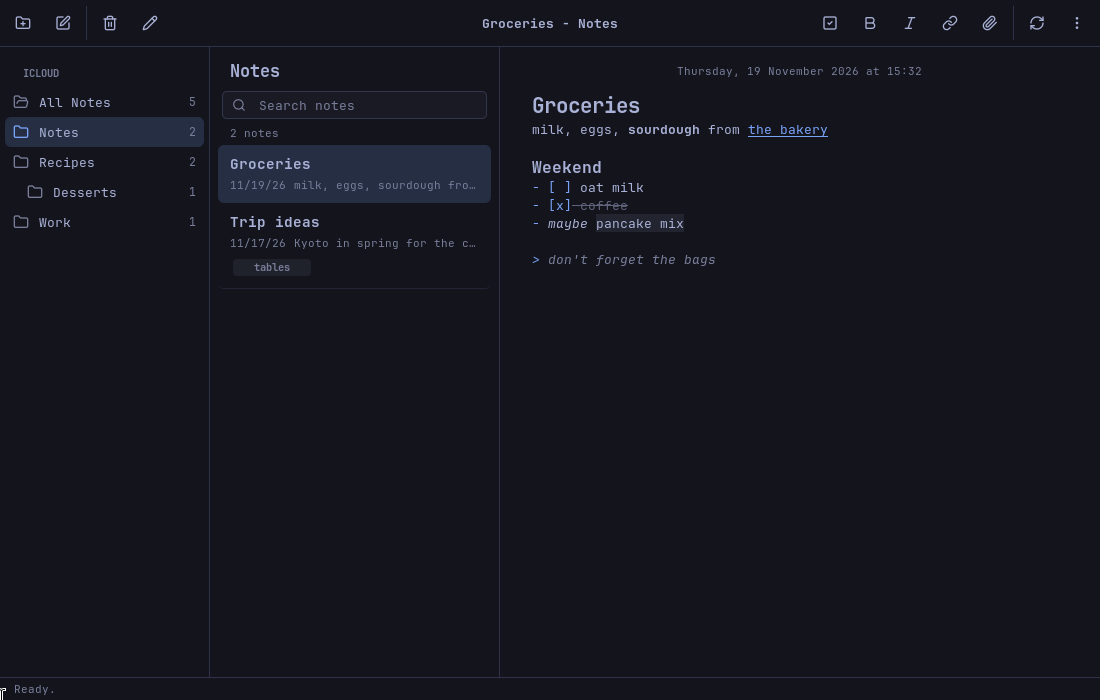 Groceries - Notes
ICLOUD
All Notes 5
Notes 2
Recipes 2
Desserts 1
Work 1
Notes
Search notes
2 notes
Groceries
11/19/26 milk, eggs, sourdough fro…
Trip ideas
11/17/26 Kyoto in spring for the c…
tables
Thursday, 19 November 2026 at 15:32
Groceries
milk, eggs, sourdough from the bakery
Weekend
- [ ] oat milk
- [x] coffee
- maybe pancake mix
> don't forget the bags
Ready.